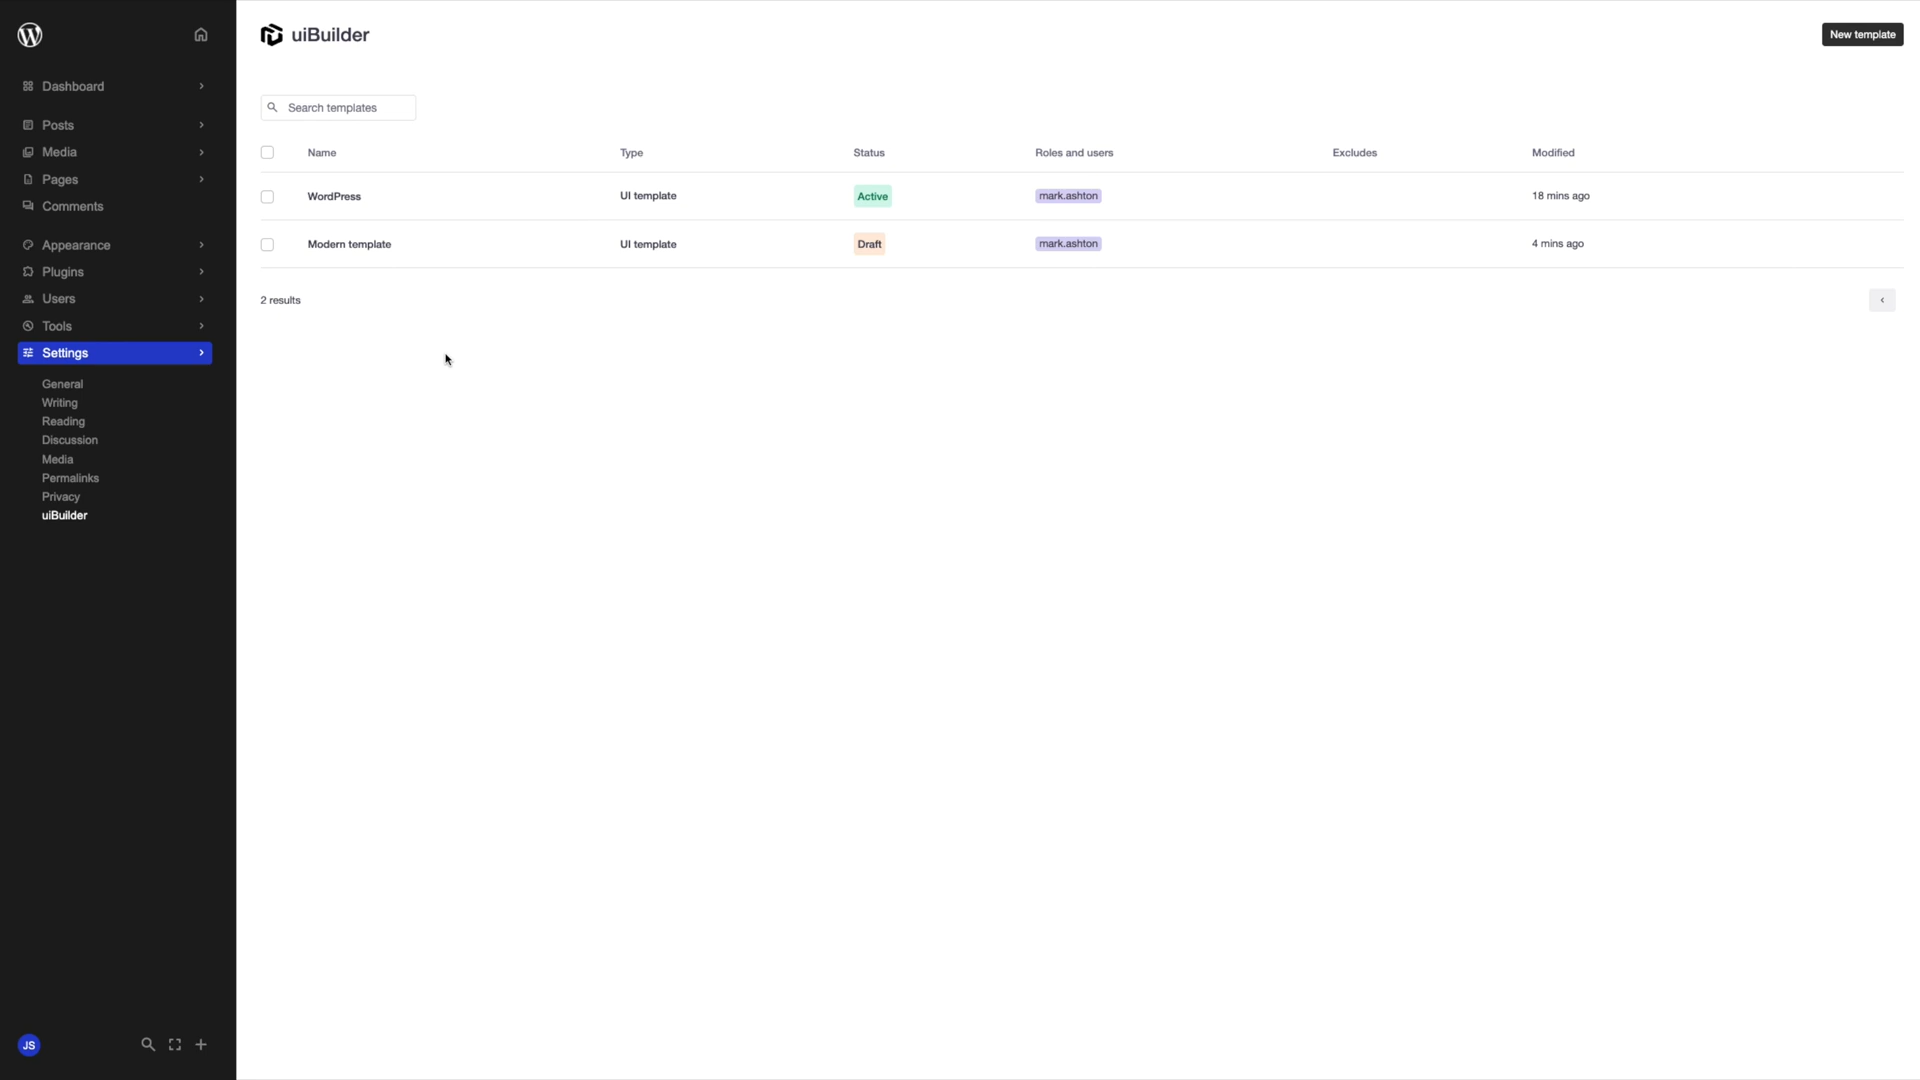 uiBuilder
New template
Dashboard
Posts
Media
Pages
Comments
Appearance
Plugins
Users
Tools
Settings
General
Writing
Reading
Discussion
Media
Permalinks
Privacy
uiBuilder
JS
Search templates
Name Type Status Roles and users Excludes Modified
WordPress UI template Active mark.ashton 18 mins ago
Modern template UI template Draft mark.ashton 4 mins ago
2 results